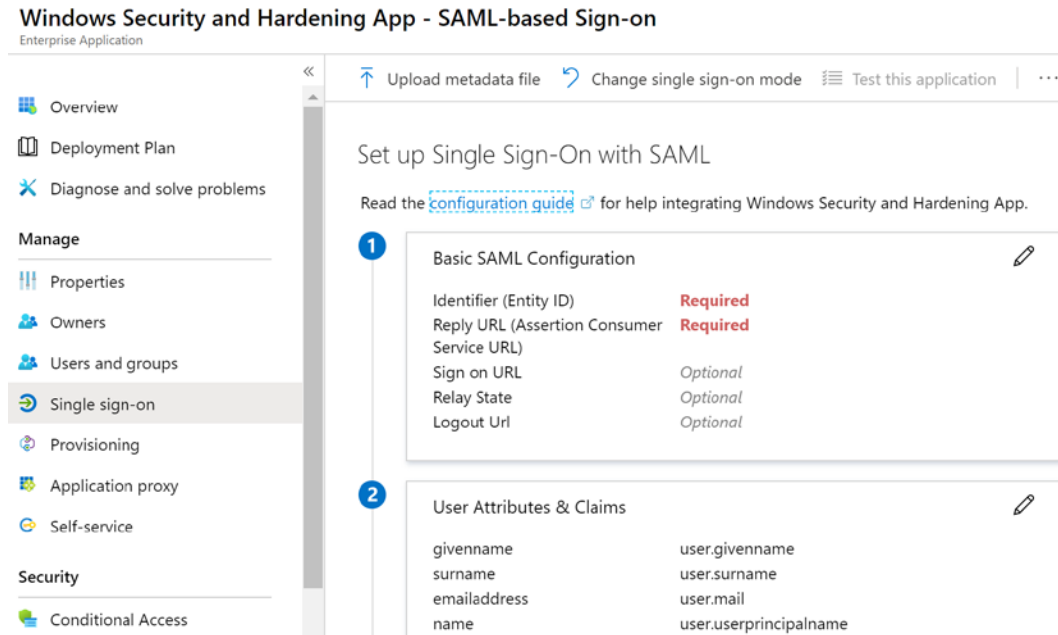 Windows Security and Hardening App - SAML-based Sign-on
Enterprise Application
«
Overview
Deployment Plan
Diagnose and solve problems
Manage
Properties
Owners
Users and groups
Single sign-on
Provisioning
Application proxy
Self-service
Security
Conditional Access
Upload metadata file Change single sign-on mode Test this application ...
Set up Single Sign-On with SAML
Read the configuration guide for help integrating Windows Security and Hardening App.
1
Basic SAML Configuration
Identifier (Entity ID) Required
Reply URL (Assertion Consumer Required
Service URL)
Sign on URL Optional
Relay State Optional
Logout Url Optional
2
User Attributes & Claims
givenname user.givenname
surname user.surname
emailaddress user.mail
name user.userprincipalname